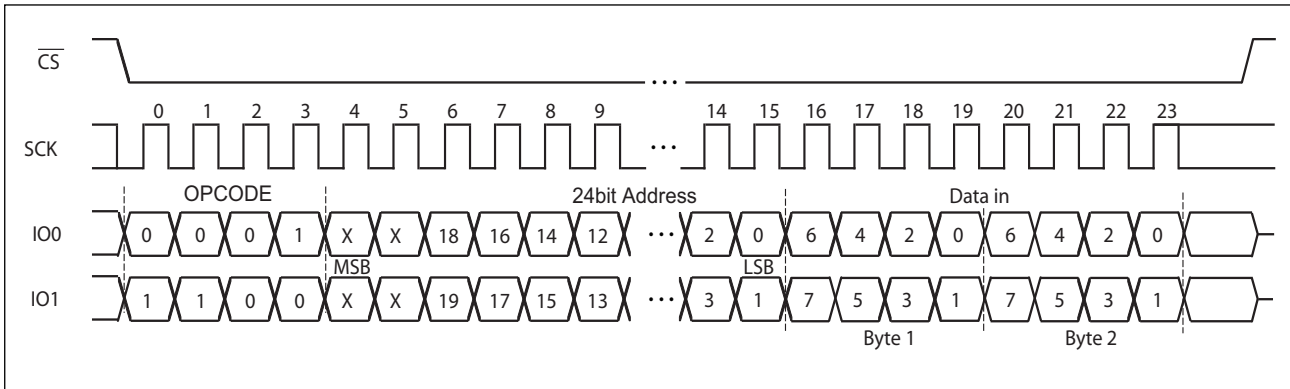 CS
...
0 1 2 3 4 5 6 7 8 9 14 15 16 17 18 19 20 21 22 23
SCK
...
OPCODE 24bit Address Data in
IO0 0 0 0 1 X X 18 16 14 12 ... 2 0 6 4 2 0 6 4 2 0
MSB LSB
IO1 1 1 0 0 X X 19 17 15 13 ... 3 1 7 5 3 1 7 5 3 1
Byte 1 Byte 2